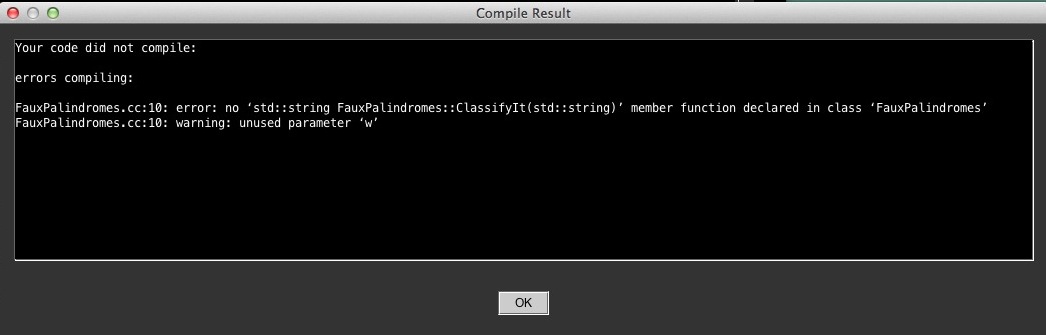 Compile Result
Your code did not compile:
errors compiling:
FauxPalindromes.cc:10: error: no ‘std::string FauxPalindromes::ClassifyIt(std::string)’ member function declared in class ‘FauxPalindromes’
FauxPalindromes.cc:10: warning: unused parameter ‘w’
OK